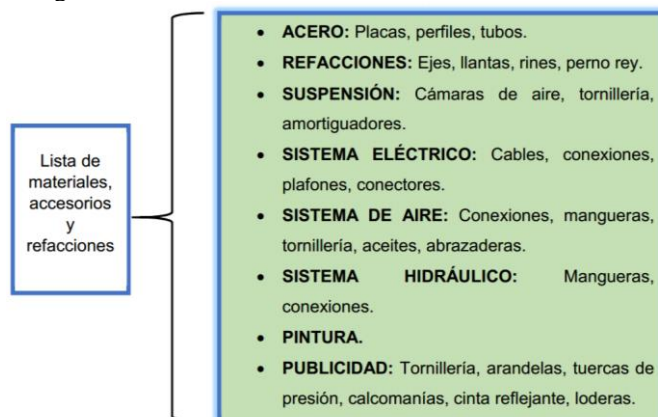 Lista de
materiales,
accesorios
y
refacciones
• ACERO: Placas, perfiles, tubos.
• REFACCIONES: Ejes, llantas, rines, perno rey.
• SUSPENSIÓN: Cámaras de aire, tornillería,
amortiguadores.
• SISTEMA ELÉCTRICO: Cables, conexiones,
plafones, conectores.
• SISTEMA DE AIRE: Conexiones, mangueras,
tornillería, aceites, abrazaderas.
• SISTEMA HIDRÁULICO: Mangueras,
conexiones.
• PINTURA.
• PUBLICIDAD: Tornillería, arandelas, tuercas de
presión, calcomanías, cinta reflejante, loderas.